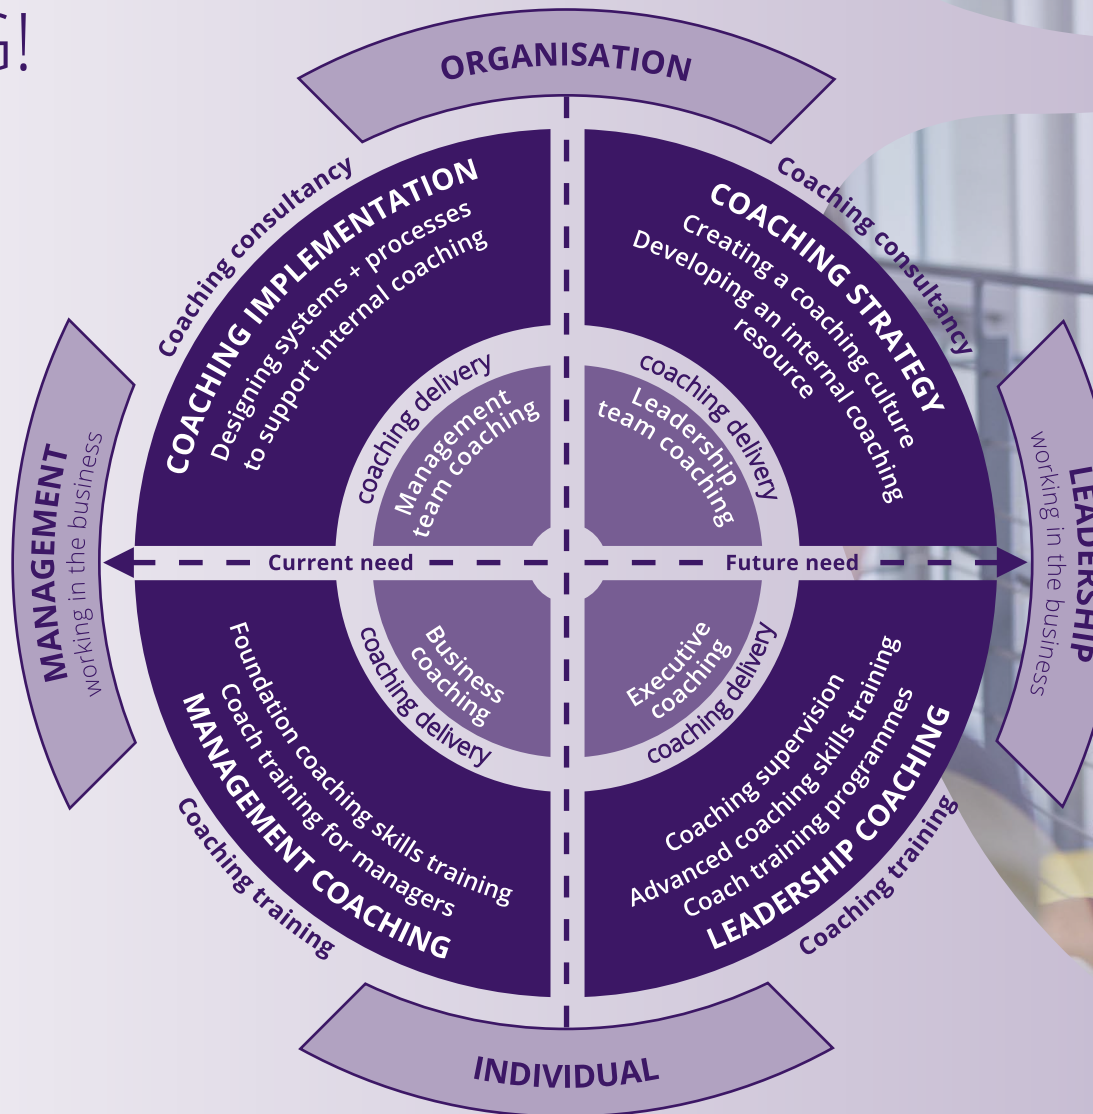 G!
ORGANISATION
Coaching consultancy
COACHING IMPLEMENTATION
Designing systems + processes
to support internal coaching
coaching delivery
Management
team coaching
Coaching consultancy
COACHING STRATEGY
Creating a coaching culture
Developing an internal coaching
resource
coaching delivery
Leadership
team coaching
MANAGEMENT
working in the business
Current need
Future need
LEADERSHIP
working in the business
Business
coaching
coaching delivery
Foundation coaching skills training
Coach training for managers
MANAGEMENT COACHING
Coaching training
Executive
coaching
coaching delivery
Coaching supervision
Advanced coaching skills training
Coach training programmes
LEADERSHIP COACHING
Coaching training
INDIVIDUAL